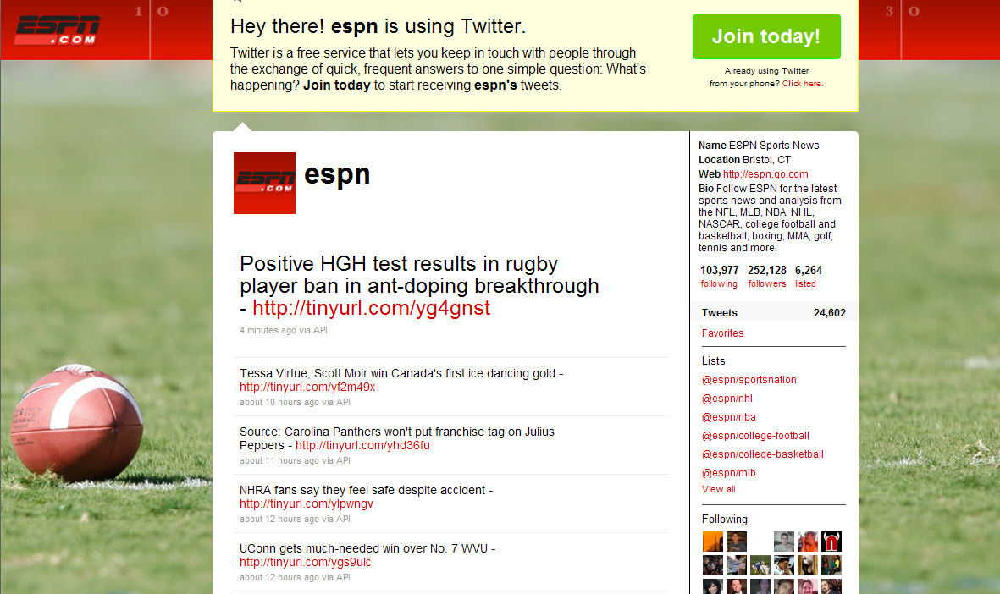 ESPN
.COM
1 0
3 0
Hey there! espn is using Twitter.
Twitter is a free service that lets you keep in touch with people through
the exchange of quick, frequent answers to one simple question: What's
happening? Join today to start receiving espn's tweets.
Join today!
Already using Twitter
from your phone? Click here.
ESPN
.COM
espn
Positive HGH test results in rugby
player ban in ant-doping breakthrough
- http://tinyurl.com/yg4gnst
4 minutes ago via API
Tessa Virtue, Scott Moir win Canada's first ice dancing gold -
http://tinyurl.com/yf2m49x
about 10 hours ago via API
Source: Carolina Panthers won't put franchise tag on Julius
Peppers - http://tinyurl.com/yhd36fu
about 11 hours ago via API
NHRA fans say they feel safe despite accident -
http://tinyurl.com/ylpwngv
about 12 hours ago via API
UConn gets much-needed win over No. 7 WVU -
http://tinyurl.com/ygs9ulc
about 12 hours ago via API
Name ESPN Sports News
Location Bristol, CT
Web http://espn.go.com
Bio Follow ESPN for the latest
sports news and analysis from
the NFL, MLB, NBA, NHL,
NASCAR, college football and
basketball, boxing, MMA, golf,
tennis and more.
103,977 252,128 6,264
following followers listed
Tweets 24,602
Favorites
Lists
@espn/sportsnation
@espn/nhl
@espn/nba
@espn/college-football
@espn/college-basketball
@espn/mlb
View all
Following